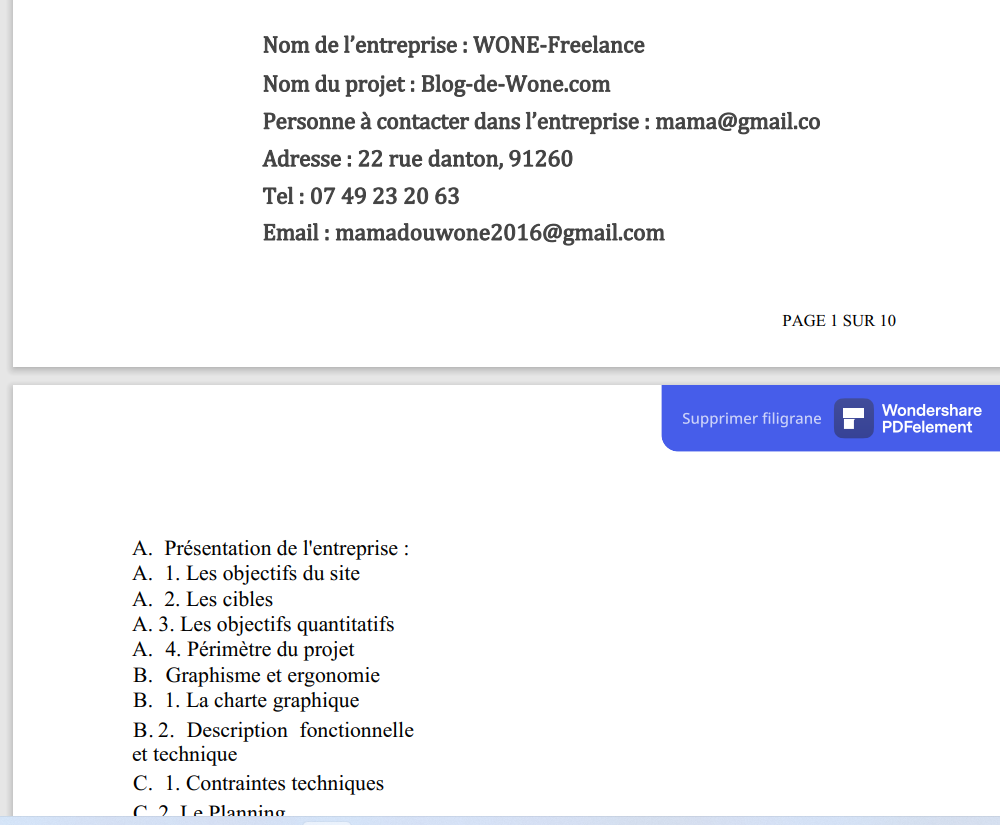 Nom de l’entreprise : WONE-Freelance
Nom du projet : Blog-de-Wone.com
Personne à contacter dans l’entreprise : mama@gmail.co
Adresse : 22 rue danton, 91260
Tel : 07 49 23 20 63
Email : mamadouwone2016@gmail.com
PAGE 1 SUR 10
Supprimer filigrane
Wondershare
PDFelement
A. Présentation de l'entreprise :
A. 1. Les objectifs du site
A. 2. Les cibles
A. 3. Les objectifs quantitatifs
A. 4. Périmètre du projet
B. Graphisme et ergonomie
B. 1. La charte graphique
B. 2. Description fonctionnelle
et technique
C. 1. Contraintes techniques
C. 2. Le Planning